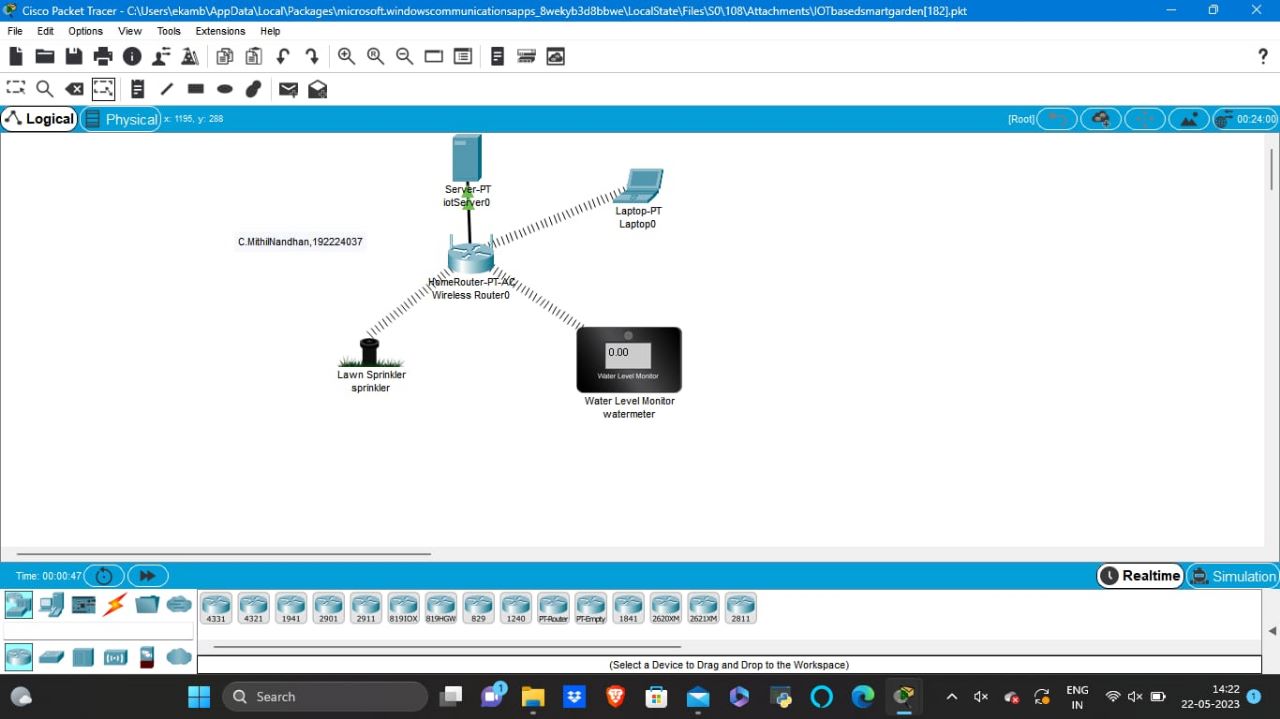 Cisco Packet Tracer - C:\Users\ekamb\AppData\Local\Packages\microsoft.windowscommunicationsapps_8wekyb3d8bbwe\LocalState\Files\S0\108\Attachments\IOTbasedsmartgarden[182].pkt
File Edit Options View Tools Extensions Help
?
Logical Physical x: 1195, y: 288 [Root] 00:24:00
Server-PT
iotServer0
Laptop-PT
Laptop0
C.MithilNandhan,192224037
HomeRouter-PT-AC
Wireless Router0
0.00
Water Level Monitor
Lawn Sprinkler
sprinkler
Water Level Monitor
watermeter
Time: 00:00:47 Realtime Simulation
4331 4321 1941 2901 2911 819IOX 819HGW 829 1240 PT-Router PT-Empty 1841 2620XM 2621XM 2811
(Select a Device to Drag and Drop to the Workspace)
Search 1 ENG 14:22
IN 22-05-2023 1